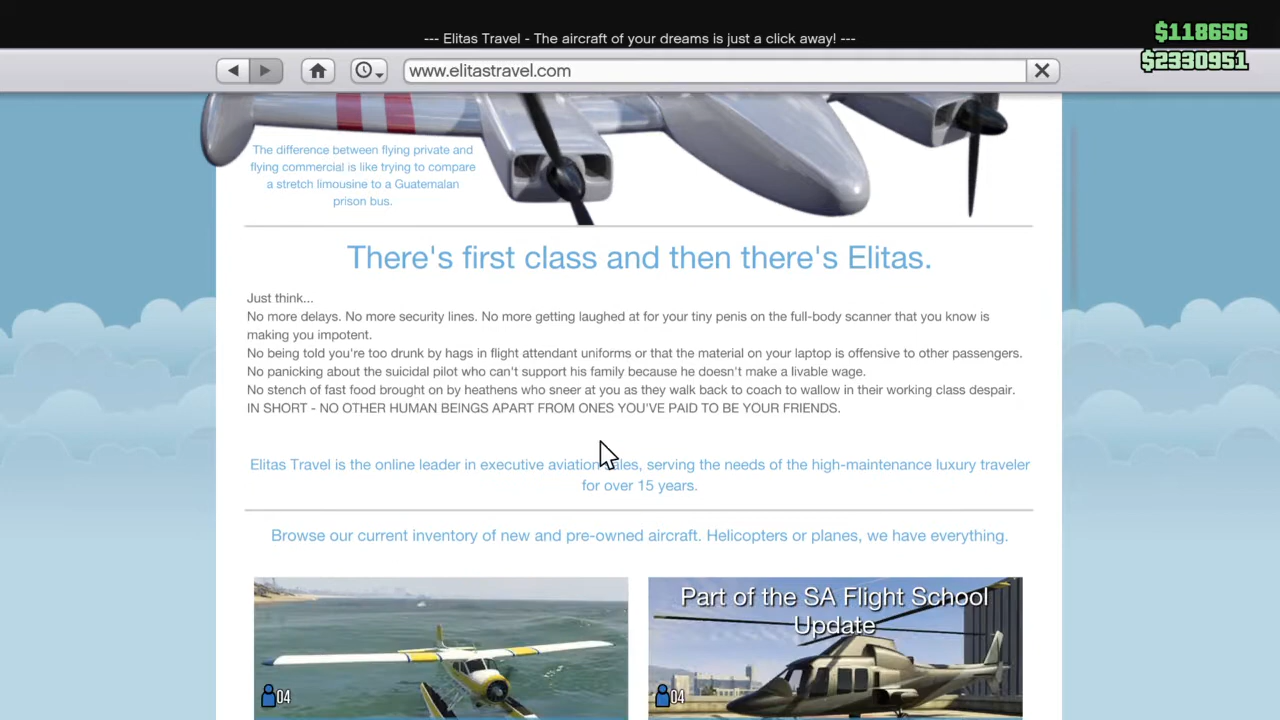 --- Elitas Travel - The aircraft of your dreams is just a click away! ---
$118656
$2330951
www.elitastravel.com
The difference between flying private and
flying commercial is like trying to compare
a stretch limousine to a Guatemalan
prison bus.
There's first class and then there's Elitas.
Just think...
No more delays. No more security lines. No more getting laughed at for your tiny penis on the full-body scanner that you know is
making you impotent.
No being told you're too drunk by hags in flight attendant uniforms or that the material on your laptop is offensive to other passengers.
No panicking about the suicidal pilot who can't support his family because he doesn't make a livable wage.
No stench of fast food brought on by heathens who sneer at you as they walk back to coach to wallow in their working class despair.
IN SHORT - NO OTHER HUMAN BEINGS APART FROM ONES YOU'VE PAID TO BE YOUR FRIENDS.
Elitas Travel is the online leader in executive aviation sales, serving the needs of the high-maintenance luxury traveler
for over 15 years.
Browse our current inventory of new and pre-owned aircraft. Helicopters or planes, we have everything.
Part of the SA Flight School
Update
04
04